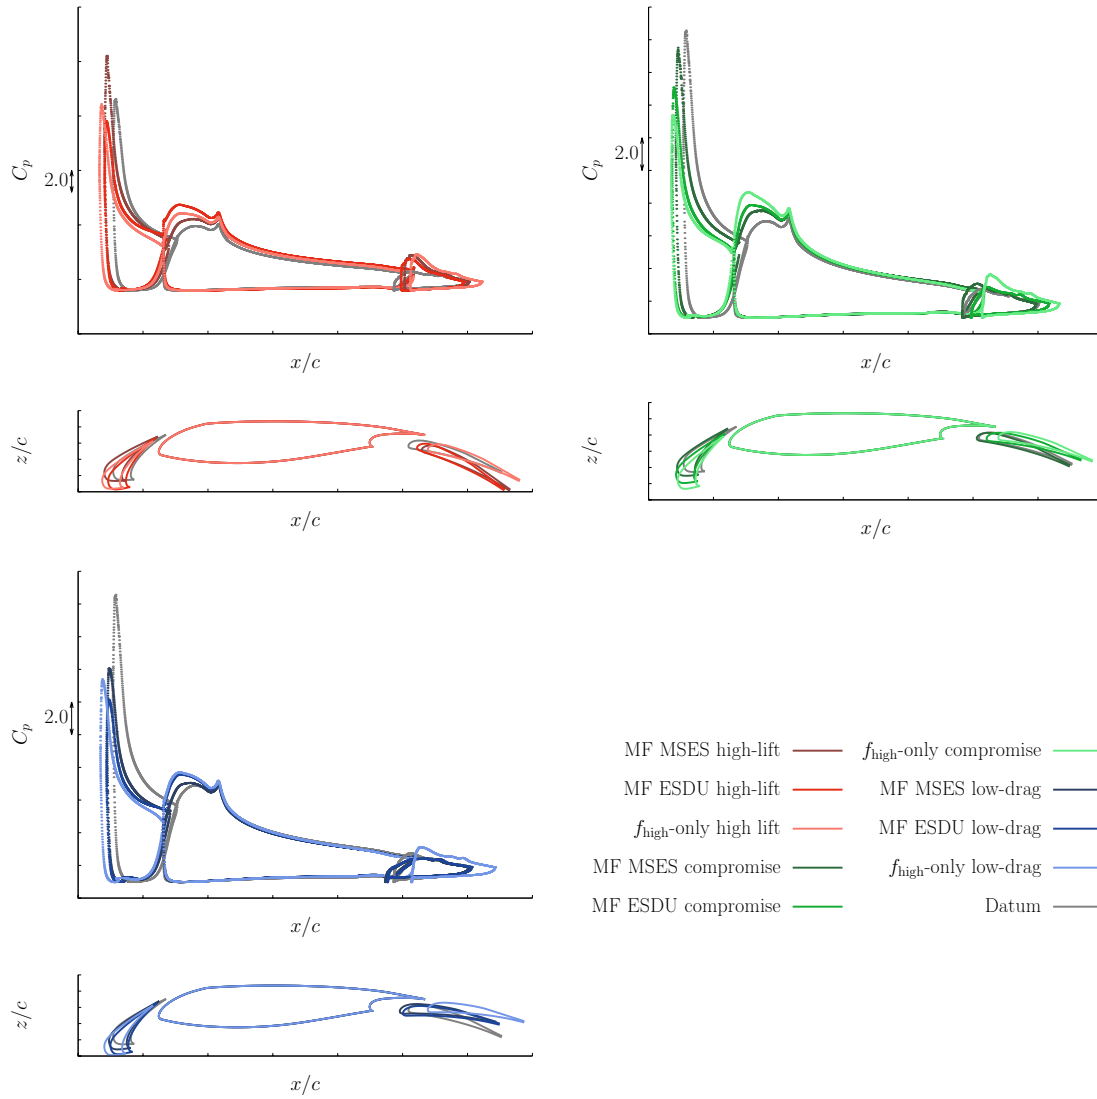 C_p
2.0
x/c
z/c
x/c
C_p
2.0
x/c
z/c
x/c
C_p
2.0
x/c
z/c
x/c
MF MSES high-lift
MF ESDU high-lift
f_high-only high lift
MF MSES compromise
MF ESDU compromise
f_high-only compromise
MF MSES low-drag
MF ESDU low-drag
f_high-only low-drag
Datum